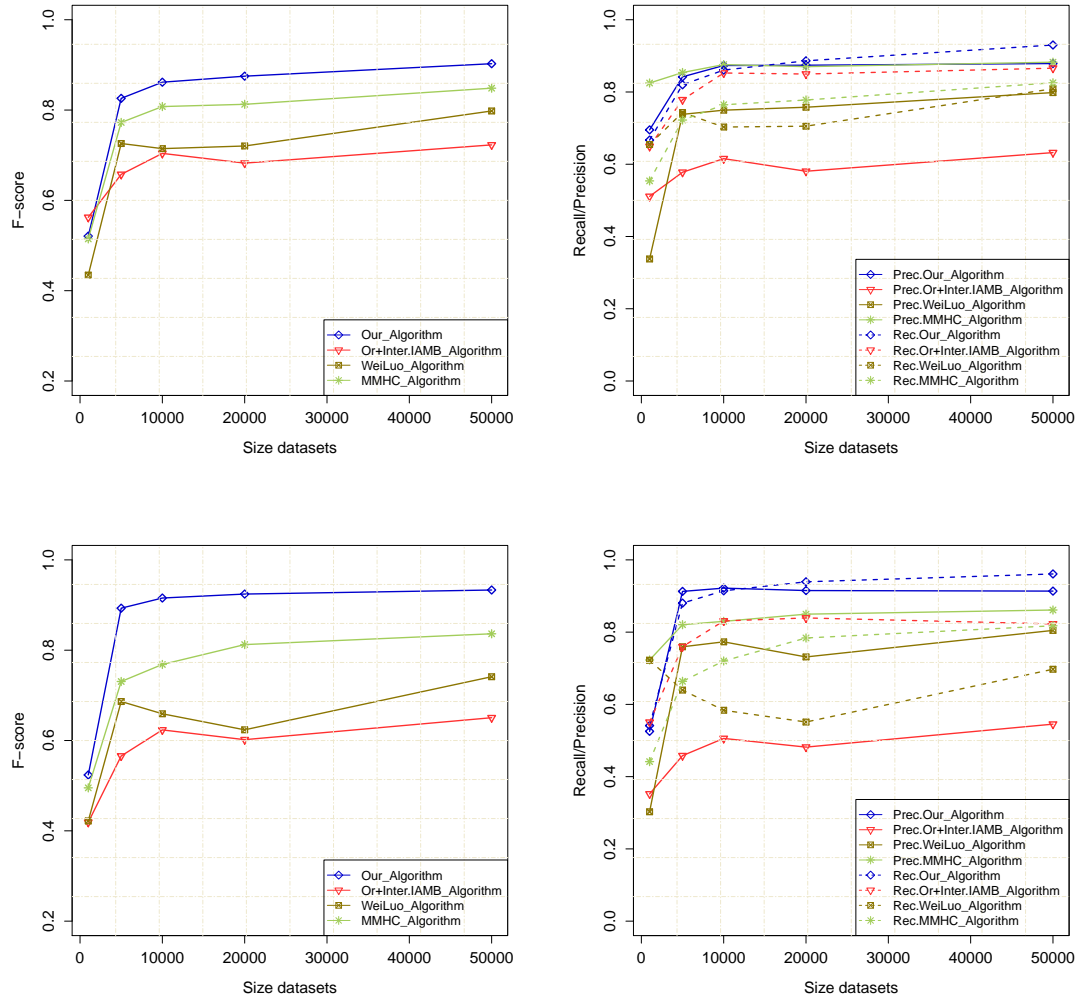 1.0
0.8
0.6
0.4
0.2
F−score
0 10000 20000 30000 40000 50000
Size datasets
Our_Algorithm
Or+Inter.IAMB_Algorithm
WeiLuo_Algorithm
MMHC_Algorithm
1.0
0.8
0.6
0.4
0.2
0.0
Recall/Precision
0 10000 20000 30000 40000 50000
Size datasets
Prec.Our_Algorithm
Prec.Or+Inter.IAMB_Algorithm
Prec.WeiLuo_Algorithm
Prec.MMHC_Algorithm
Rec.Our_Algorithm
Rec.Or+Inter.IAMB_Algorithm
Rec.WeiLuo_Algorithm
Rec.MMHC_Algorithm
1.0
0.8
0.6
0.4
0.2
F−score
0 10000 20000 30000 40000 50000
Size datasets
Our_Algorithm
Or+Inter.IAMB_Algorithm
WeiLuo_Algorithm
MMHC_Algorithm
1.0
0.8
0.6
0.4
0.2
0.0
Recall/Precision
0 10000 20000 30000 40000 50000
Size datasets
Prec.Our_Algorithm
Prec.Or+Inter.IAMB_Algorithm
Prec.WeiLuo_Algorithm
Prec.MMHC_Algorithm
Rec.Our_Algorithm
Rec.Or+Inter.IAMB_Algorithm
Rec.WeiLuo_Algorithm
Rec.MMHC_Algorithm